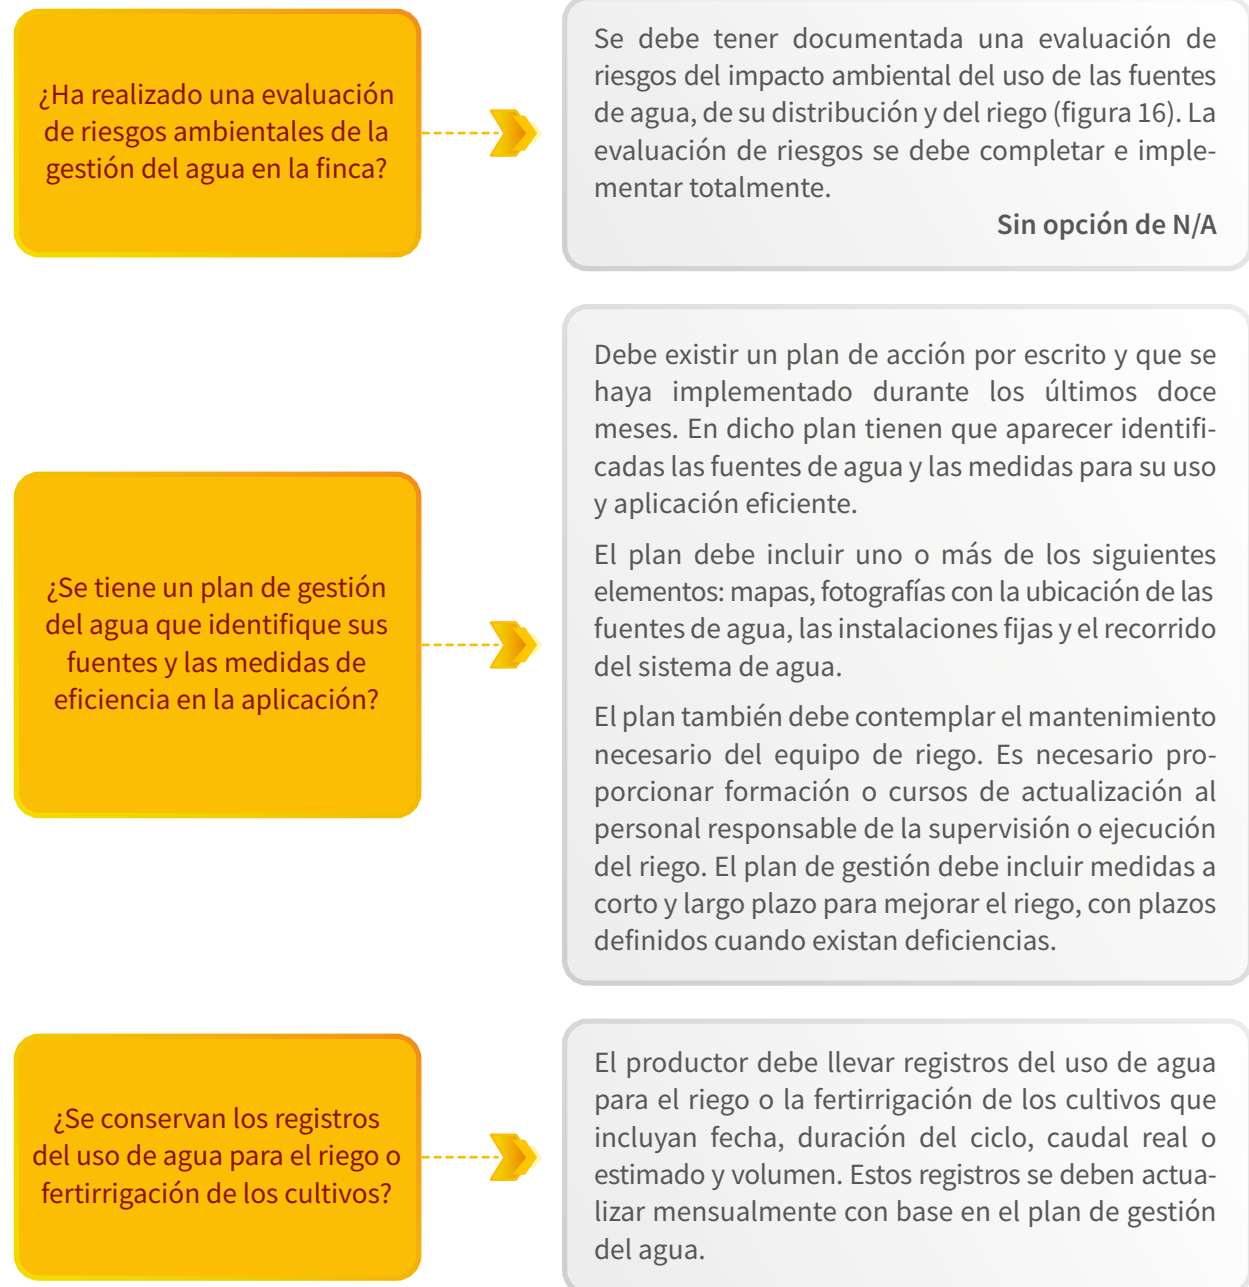 ¿Ha realizado una evaluación
de riesgos ambientales de la
gestión del agua en la finca?
Se debe tener documentada una evaluación de
riesgos del impacto ambiental del uso de las fuentes
de agua, de su distribución y del riego (figura 16). La
evaluación de riesgos se debe completar e imple-
mentar totalmente.
Sin opción de N/A
¿Se tiene un plan de gestión
del agua que identifique sus
fuentes y las medidas de
eficiencia en la aplicación?
Debe existir un plan de acción por escrito y que se
haya implementado durante los últimos doce
meses. En dicho plan tienen que aparecer identifi-
cadas las fuentes de agua y las medidas para su uso
y aplicación eficiente.
El plan debe incluir uno o más de los siguientes
elementos: mapas, fotografías con la ubicación de las
fuentes de agua, las instalaciones fijas y el recorrido
del sistema de agua.
El plan también debe contemplar el mantenimiento
necesario del equipo de riego. Es necesario pro-
porcionar formación o cursos de actualización al
personal responsable de la supervisión o ejecución
del riego. El plan de gestión debe incluir medidas a
corto y largo plazo para mejorar el riego, con plazos
definidos cuando existan deficiencias.
¿Se conservan los registros
del uso de agua para el riego o
fertirrigación de los cultivos?
El productor debe llevar registros del uso de agua
para el riego o la fertirrigación de los cultivos que
incluyan fecha, duración del ciclo, caudal real o
estimado y volumen. Estos registros se deben actua-
lizar mensualmente con base en el plan de gestión
del agua.